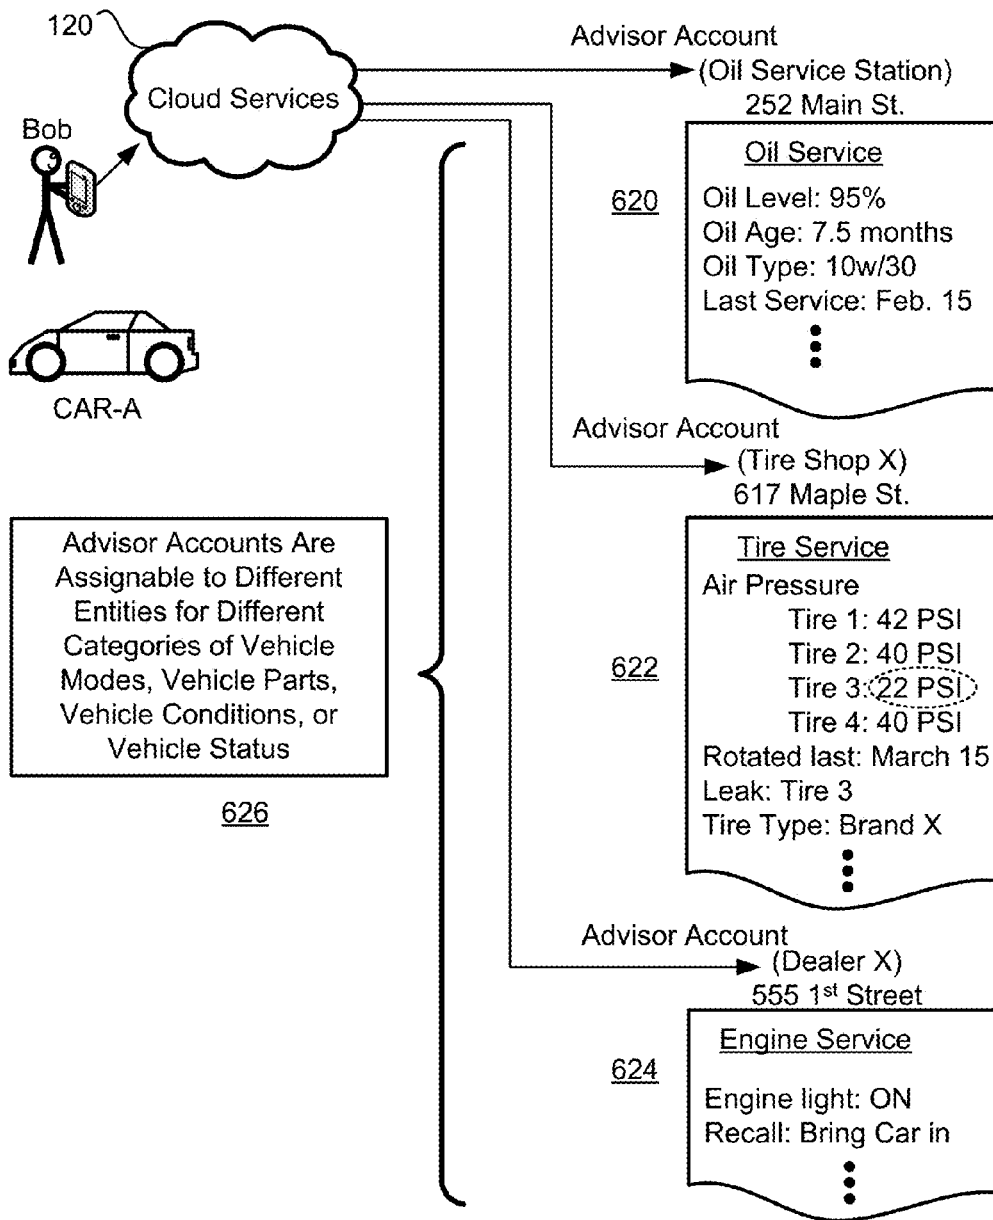 120
Cloud Services
Bob
CAR-A
Advisor Account
(Oil Service Station)
252 Main St.
620
Oil Service
Oil Level: 95%
Oil Age: 7.5 months
Oil Type: 10w/30
Last Service: Feb. 15
Advisor Account
(Tire Shop X)
617 Maple St.
622
Tire Service
Air Pressure
Tire 1: 42 PSI
Tire 2: 40 PSI
Tire 3: 22 PSI
Tire 4: 40 PSI
Rotated last: March 15
Leak: Tire 3
Tire Type: Brand X
Advisor Accounts Are
Assignable to Different
Entities for Different
Categories of Vehicle
Modes, Vehicle Parts,
Vehicle Conditions, or
Vehicle Status
626
Advisor Account
(Dealer X)
555 1st Street
624
Engine Service
Engine light: ON
Recall: Bring Car in